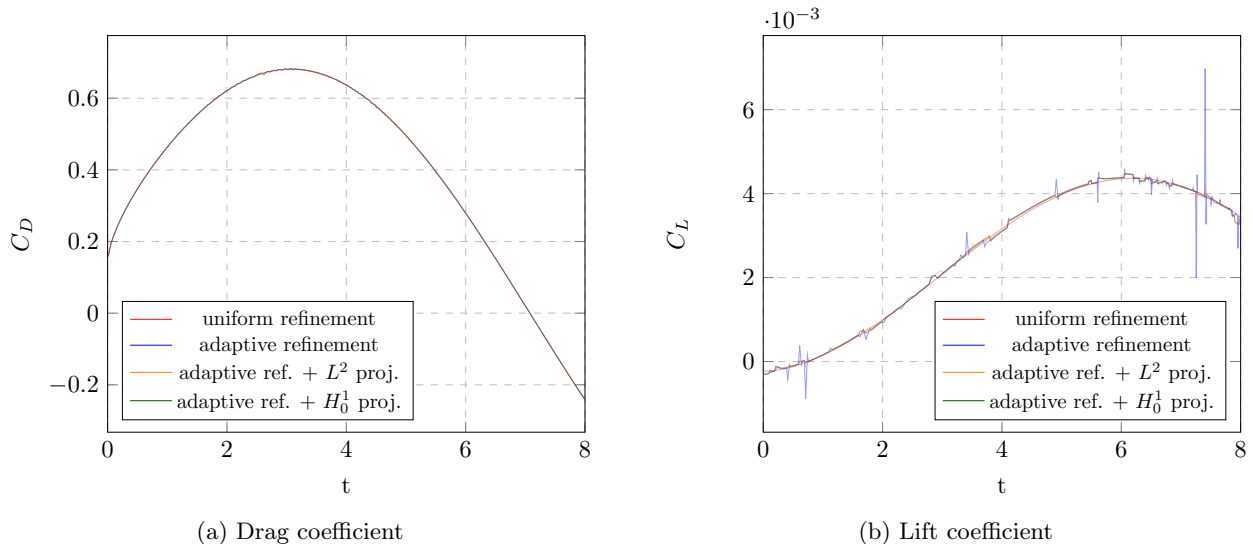 0.6
0.4
0.2
0
−0.2
C_D
0 2 4 6 8
t
uniform refinement
adaptive refinement
adaptive ref. + L² proj.
adaptive ref. + H₀¹ proj.
(a) Drag coefficient
·10⁻³
6
4
2
0
C_L
0 2 4 6 8
t
uniform refinement
adaptive refinement
adaptive ref. + L² proj.
adaptive ref. + H₀¹ proj.
(b) Lift coefficient